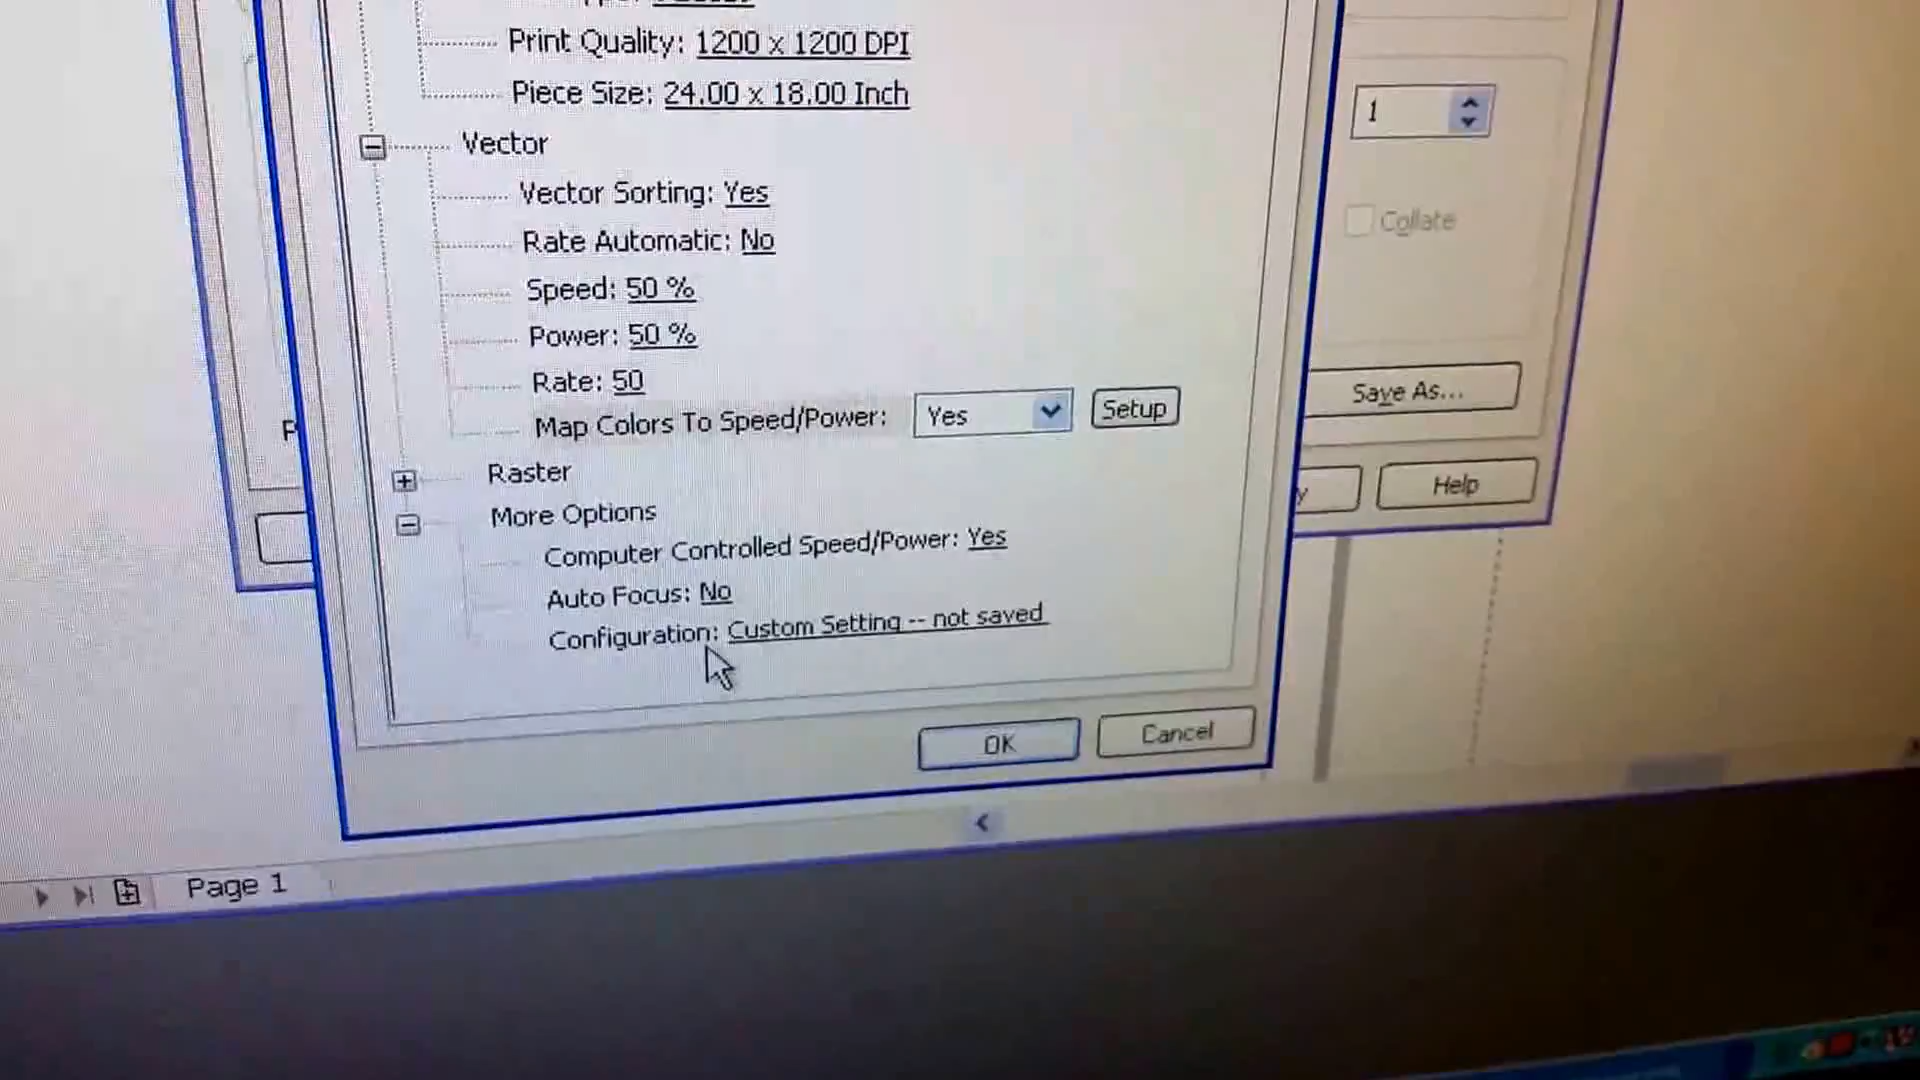 Print Quality: 1200 x 1200 DPI
Piece Size: 24.00 x 18.00 Inch
1
Vector
Vector Sorting: Yes
Collate
Rate Automatic: No
Speed: 50 %
Power: 50 %
Rate: 50
Map Colors To Speed/Power: Yes Setup
Save As...
Raster
Help
More Options
Computer Controlled Speed/Power: Yes
Auto Focus: No
Configuration: Custom Setting -- not saved
OK Cancel
Page 1